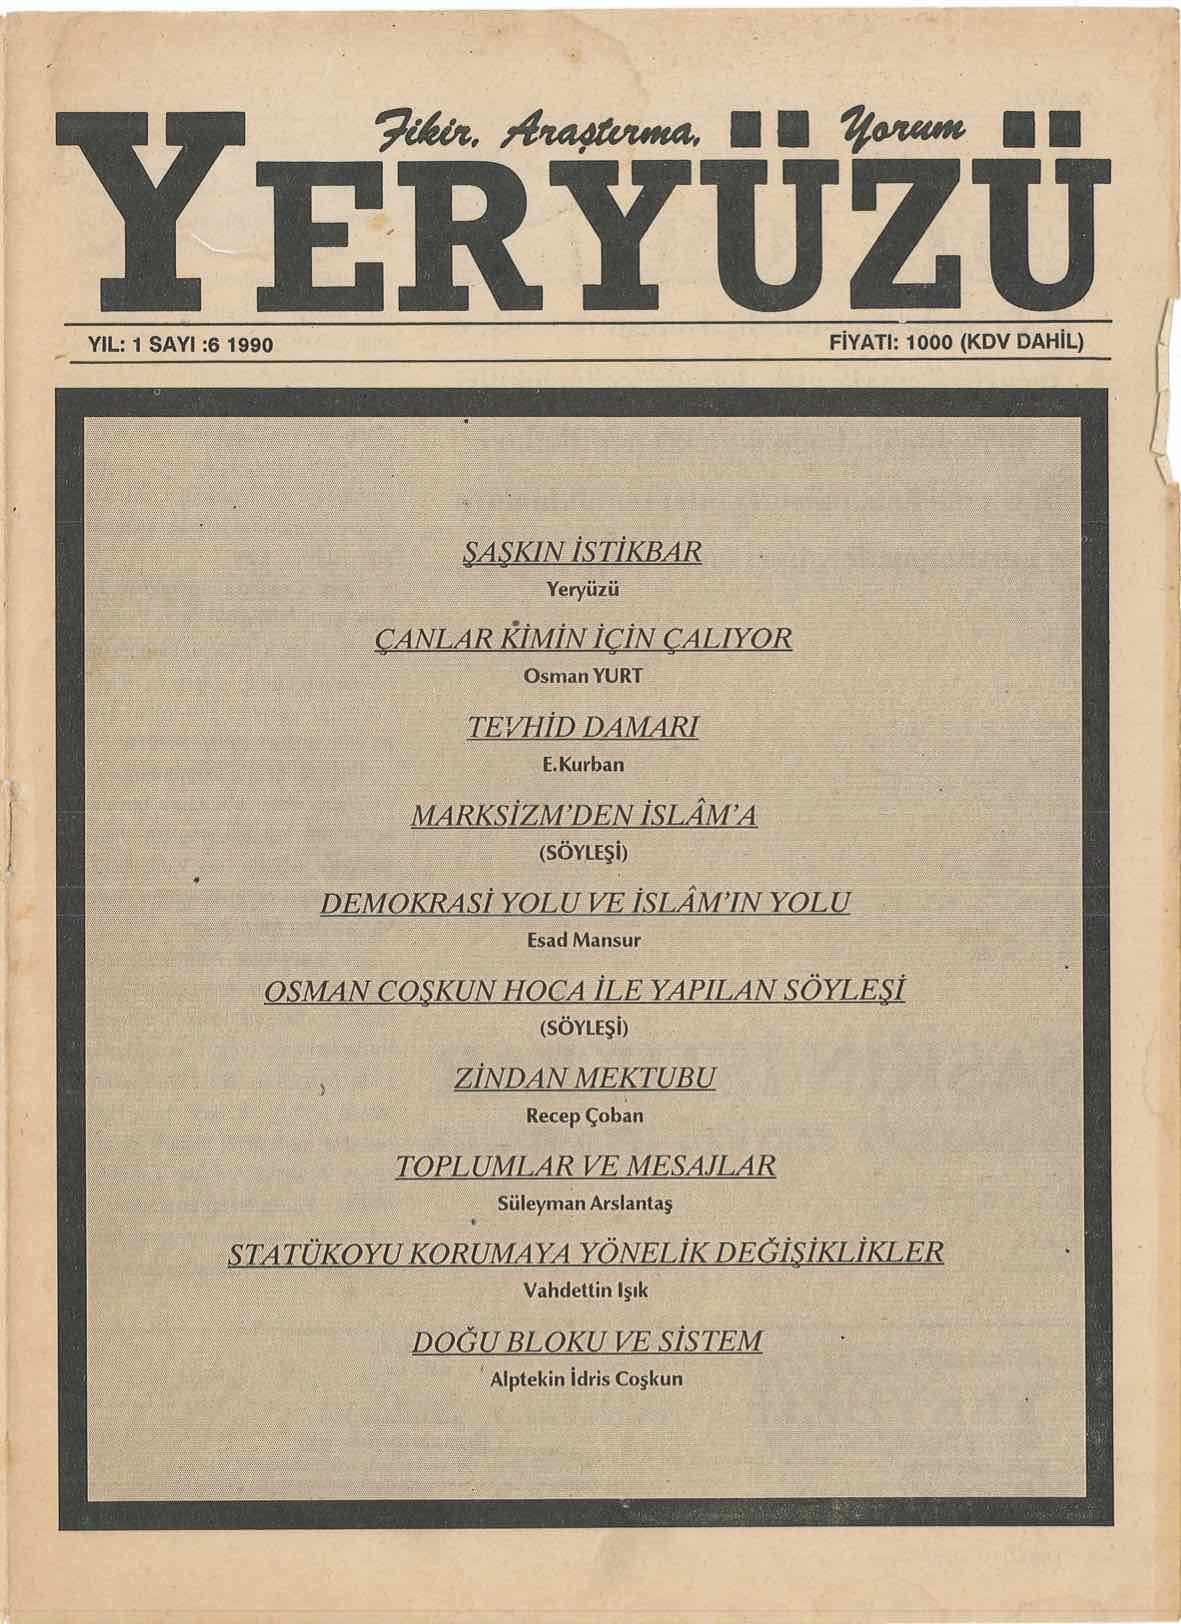 Fikir, Araştırma, Yorum
YERYÜZÜ
YIL: 1 SAYI :6 1990
FİYATI: 1000 (KDV DAHİL)
ŞAŞKIN İSTİKBAR
Yeryüzü
ÇANLAR KİMİN İÇİN ÇALIYOR
Osman YURT
TEVHİD DAMARI
E.Kurban
MARKSİZM'DEN İSLÂM'A
(SÖYLEŞİ)
DEMOKRASİ YOLU VE İSLÂM'IN YOLU
Esad Mansur
OSMAN COŞKUN HOCA İLE YAPILAN SÖYLEŞİ
(SÖYLEŞİ)
ZİNDAN MEKTUBU
Recep Çoban
TOPLUMLAR VE MESAJLAR
Süleyman Arslantaş
STATÜKOYU KORUMAYA YÖNELİK DEĞİŞİKLİKLER
Vahdettin Işık
DOĞU BLOKU VE SİSTEM
Alptekin İdris Coşkun